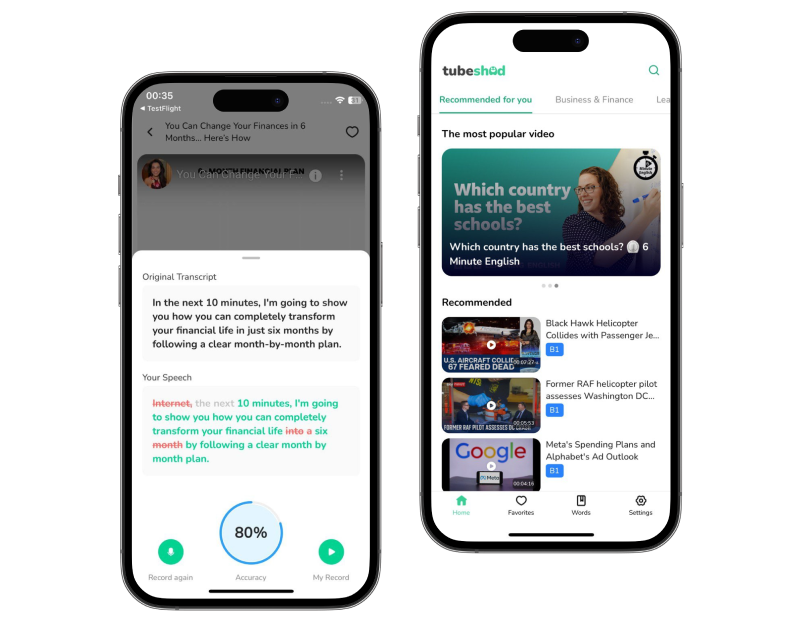 00:35
31
◀ TestFlight
You Can Change Your Finances in 6
Months... Here's How
6-MONTH FINANCIAL PLAN
You Can Change Your F
Original Transcript
In the next 10 minutes, I'm going to show
you how you can completely transform
your financial life in just six months by
following a clear month-by-month plan.
Your Speech
Internet, the next 10 minutes, I'm going
to show you how you can completely
transform your financial life into a six
month by following a clear month by
month plan.
80%
Record again
Accuracy
My Record
tubeshad
Recommended for you
Business & Finance
Lea
The most popular video
Minute
English
Which country
has the best
schools?
Which country has the best schools? 6
Minute English
Recommended
Black Hawk Helicopter
Collides with Passenger Je...
B1
U.S. AIRCRAFT COLLIS
67 FEARED DEAD
00:07:27
Former RAF helicopter pilot
assesses Washington DC...
B1
00:05:53
FORMER RAF PILOT ASSESSES DC
Meta's Spending Plans and
Alphabet's Ad Outlook
B1
Google
Meta
00:04:16
Home
Favorites
Words
Settings